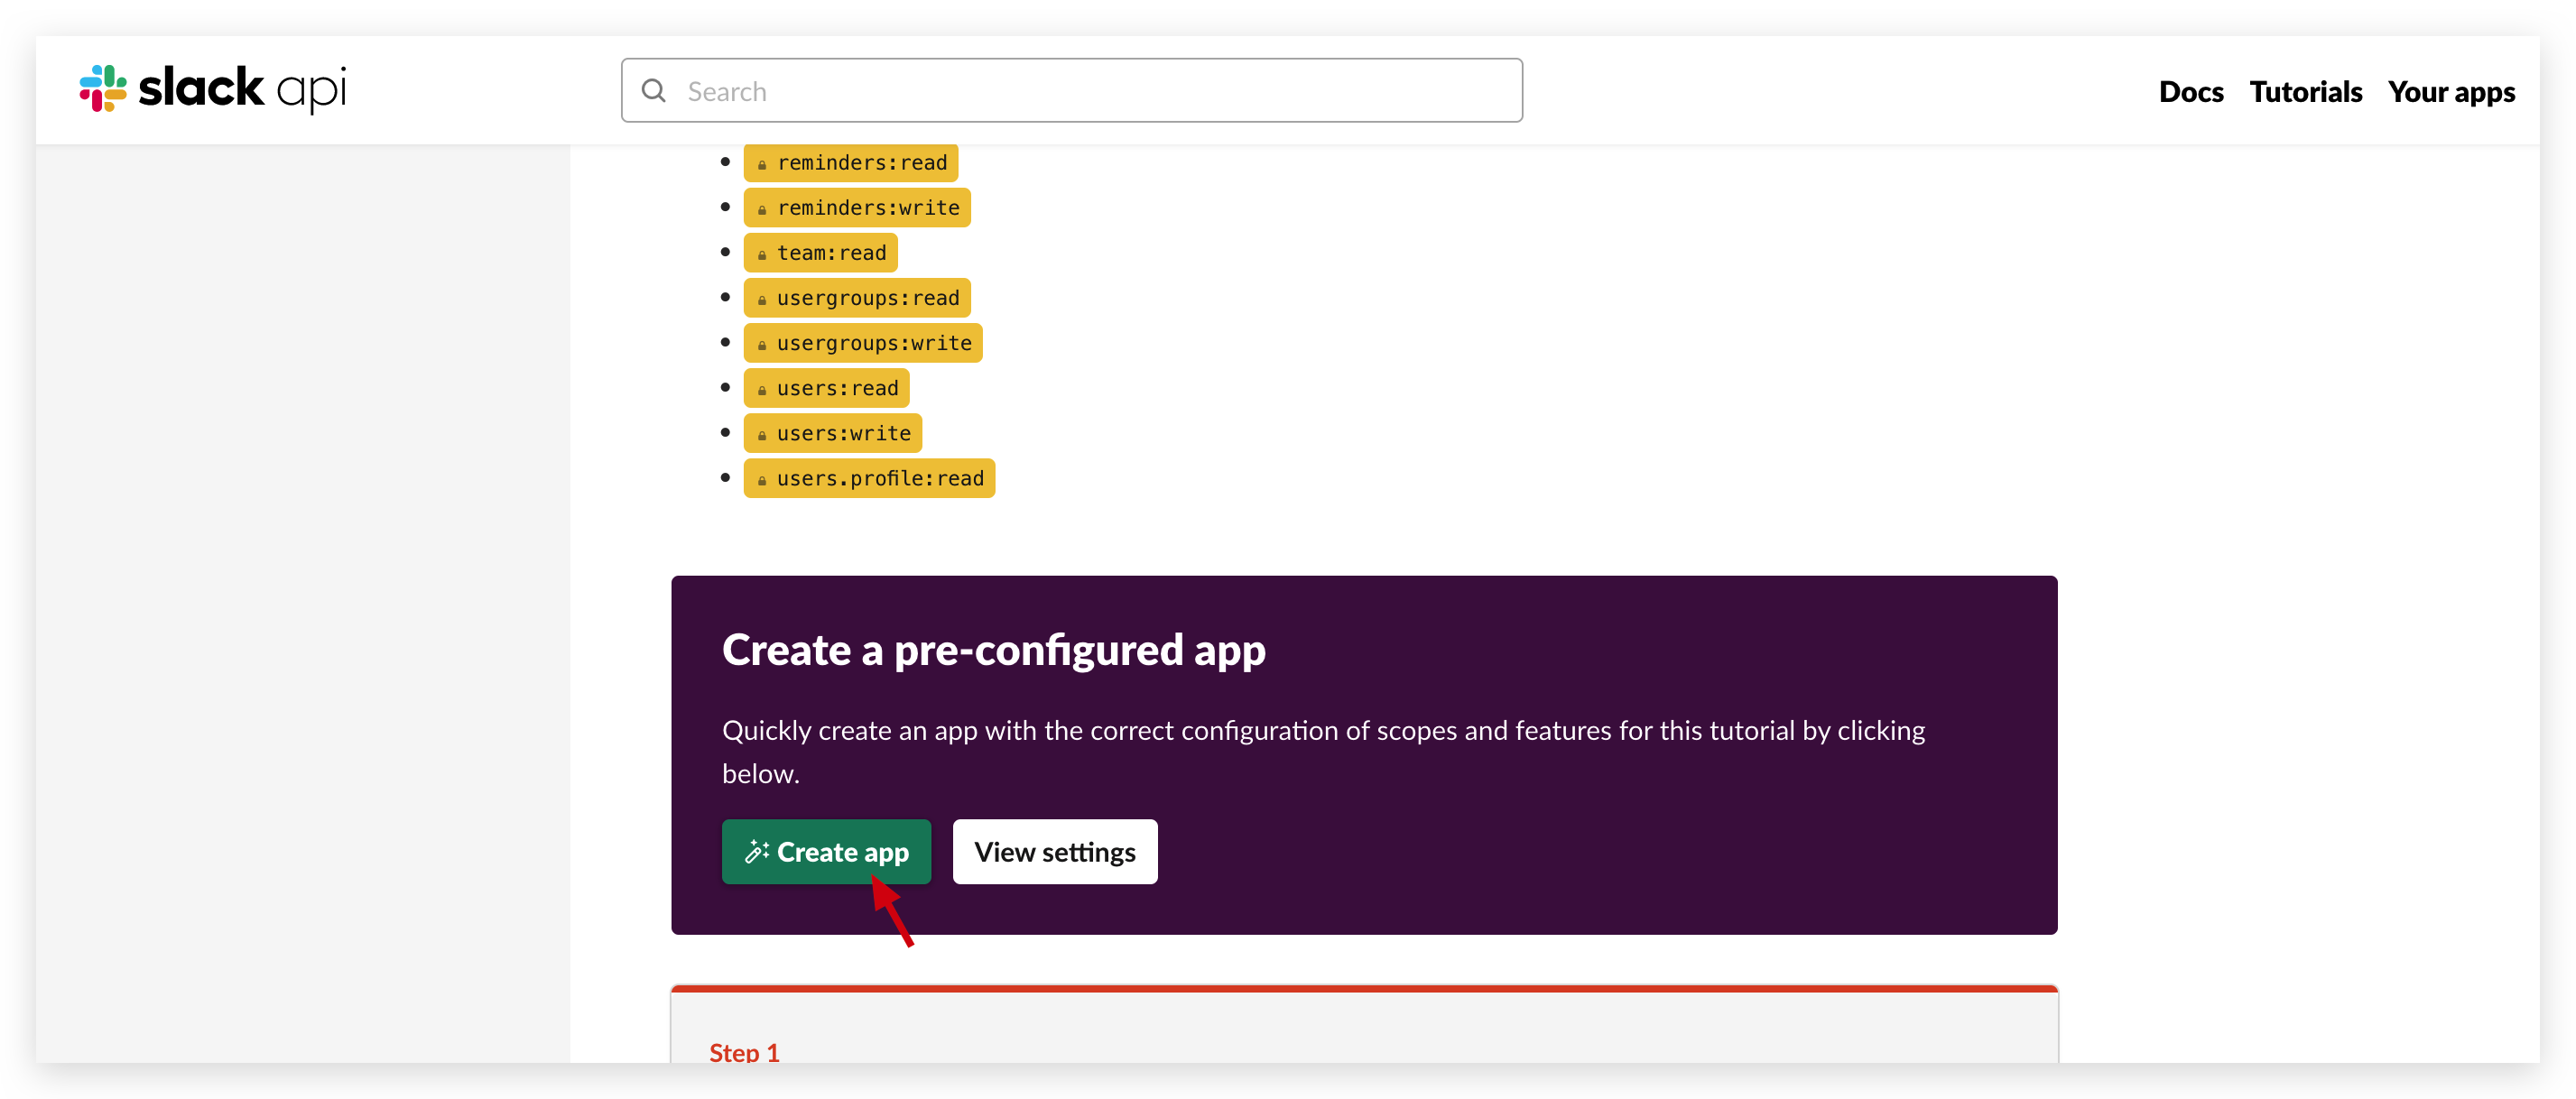 slack api
Search
Docs Tutorials Your apps
reminders:read
reminders:write
team:read
usergroups:read
usergroups:write
users:read
users:write
users.profile:read
Create a pre-configured app
Quickly create an app with the correct configuration of scopes and features for this tutorial by clicking
below.
Create app View settings
Step 1